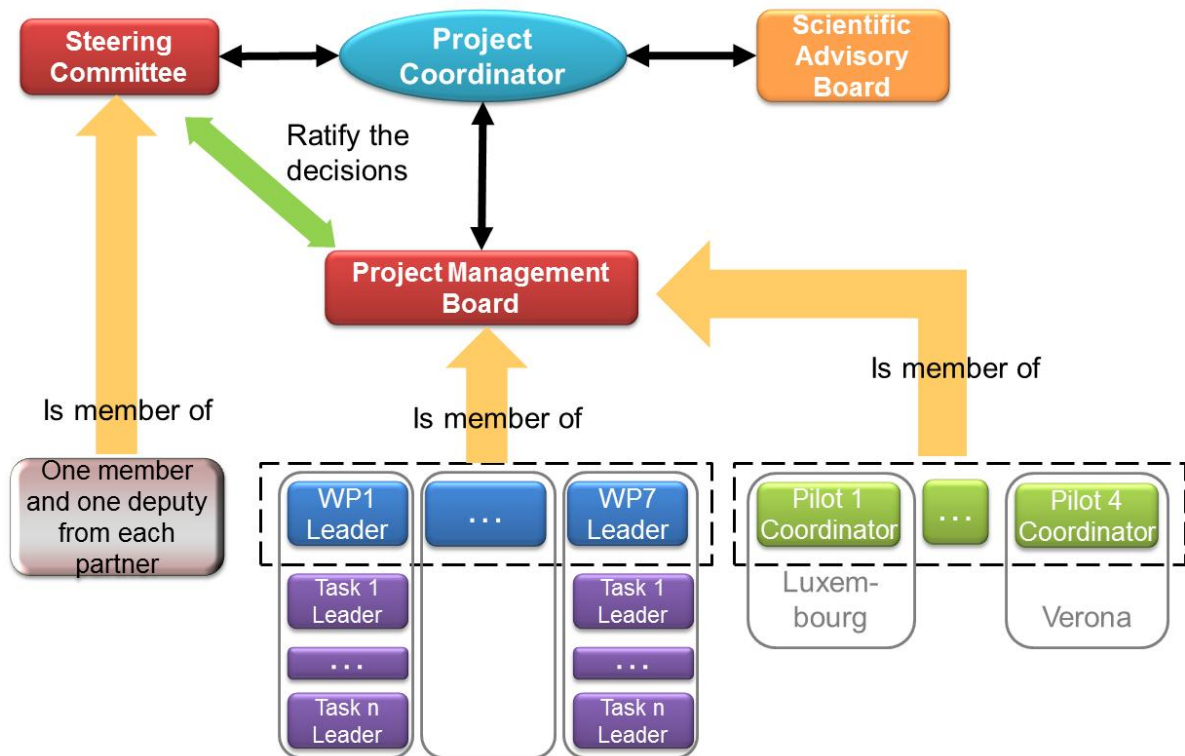 Steering
Committee
Project
Coordinator
Scientific
Advisory
Board
Ratify the
decisions
Project Management
Board
Is member of
Is member of
Is member of
One member
and one deputy
from each
partner
WP1
Leader
...
WP7
Leader
Pilot 1
Coordinator
...
Pilot 4
Coordinator
Task 1
Leader
...
Task n
Leader
Task 1
Leader
...
Task n
Leader
Luxem-
bourg
Verona